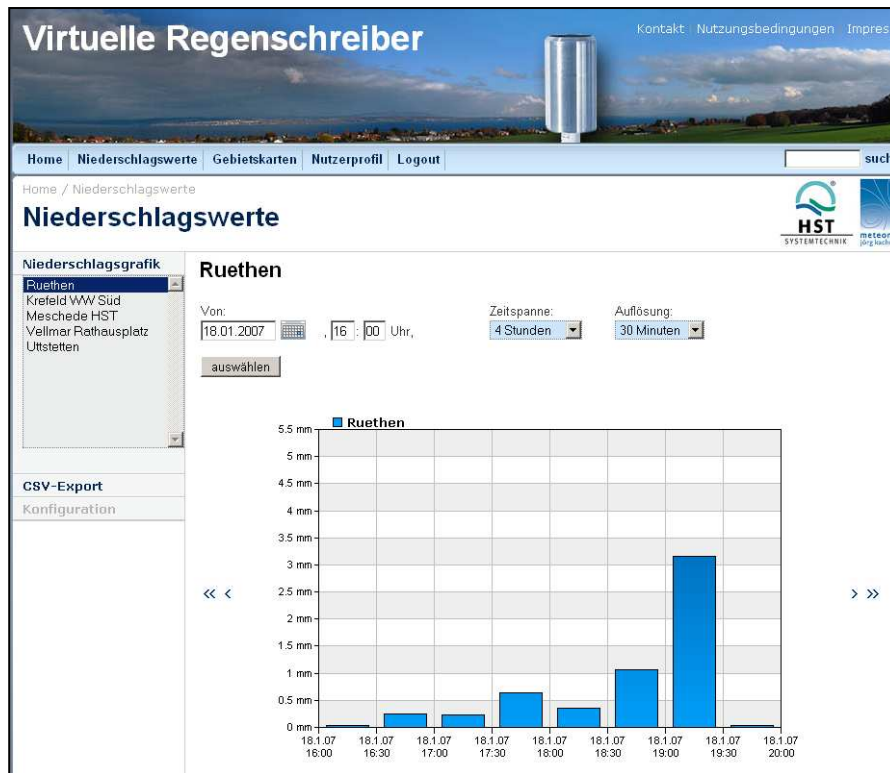 Virtuelle Regenschreiber
Kontakt Nutzungsbedingungen Impres
Home Niederschlagswerte Gebietskarten Nutzerprofil Logout such
Home / Niederschlagswerte
Niederschlagswerte
HST
SYSTEMTECHNIK
Niederschlagsgrafik
Ruethen
Krefeld WW Süd
Meschede HST
Vellmar Rathausplatz
Uttstetten
CSV-Export
Konfiguration
Ruethen
Von: Zeitspanne: Auflösung:
18.01.2007 , 16 : 00 Uhr, 4 Stunden 30 Minuten
auswählen
Ruethen
5.5 mm
5 mm
4.5 mm
4 mm
3.5 mm
3 mm
2.5 mm
2 mm
1.5 mm
1 mm
0.5 mm
0 mm
« ‹ › »
18.1.07 18.1.07 18.1.07 18.1.07 18.1.07 18.1.07 18.1.07 18.1.07 18.1.07
16:00 16:30 17:00 17:30 18:00 18:30 19:00 19:30 20:00